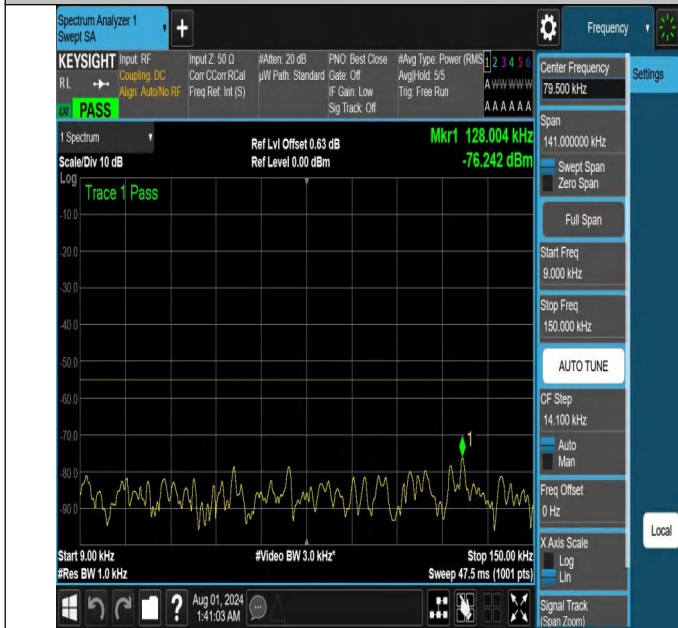 Spectrum Analyzer 1
Swept SA
+
Frequency
KEYSIGHT
RL
LXI
PASS
Input: RF
Coupling: DC
Align: Auto/No RF
Input Z: 50 Ω
Corr CCorr RCal
Freq Ref: Int (S)
#Atten: 20 dB
µW Path: Standard
PNO: Best Close
Gate: Off
IF Gain: Low
Sig Track: Off
#Avg Type: Power (RMS
Avg|Hold: 5/5
Trig: Free Run
1 2 3 4 5 6
A W W W W W
A A A A A A
Center Frequency
79.500 kHz
Settings
Span
141.000000 kHz
Swept Span
Zero Span
Full Span
Start Freq
9.000 kHz
Stop Freq
150.000 kHz
AUTO TUNE
CF Step
14.100 kHz
Auto
Man
Freq Offset
0 Hz
X Axis Scale
Log
Lin
Signal Track
(Span Zoom)
Local
1 Spectrum
Scale/Div 10 dB
Log
Ref Lvl Offset 0.63 dB
Ref Level 0.00 dBm
Mkr1 128.004 kHz
-76.242 dBm
Trace 1 Pass
-10.0
-20.0
-30.0
-40.0
-50.0
-60.0
-70.0
-80.0
-90.0
1
Start 9.00 kHz
#Res BW 1.0 kHz
#Video BW 3.0 kHz*
Stop 150.00 kHz
Sweep 47.5 ms (1001 pts)
?
Aug 01, 2024
1:41:03 AM